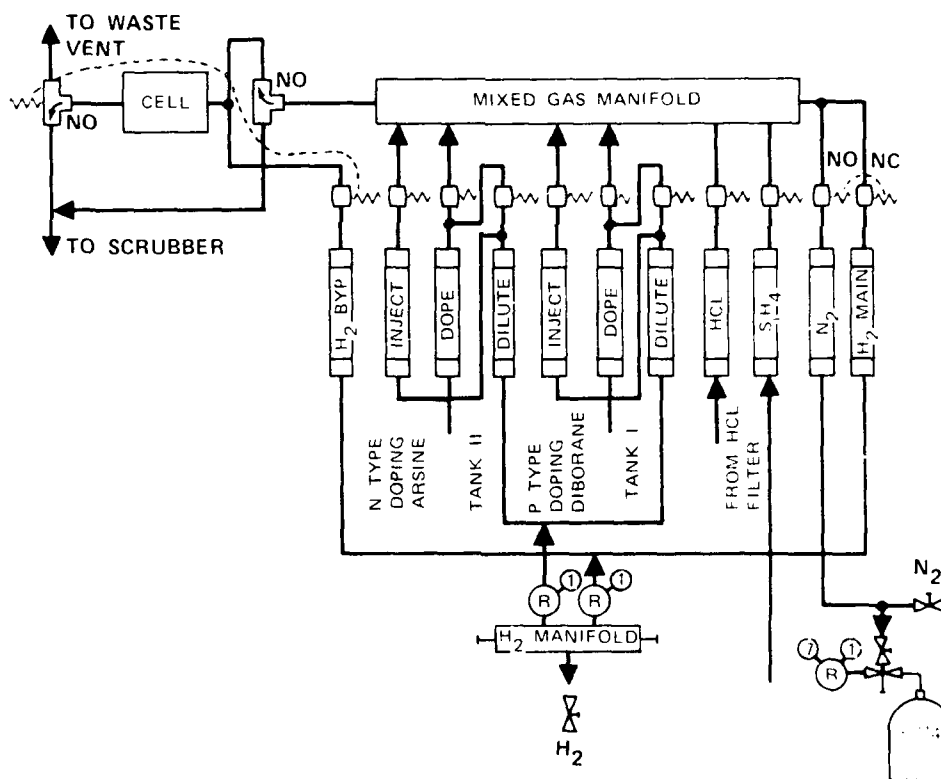 TO WASTE
VENT
NO
CELL
NO
MIXED GAS MANIFOLD
NO NC
TO SCRUBBER
H2 BYP
INJECT
DOPE
DILUTE
INJECT
DOPE
DILUTE
HCL
SiH4
N2
H2 MAIN
N TYPE
DOPING
ARSINE
TANK II
P TYPE
DOPING
DIBORANE
TANK I
FROM HCL
FILTER
R 1
R 1
H2 MANIFOLD
H2
N2
7 1
R